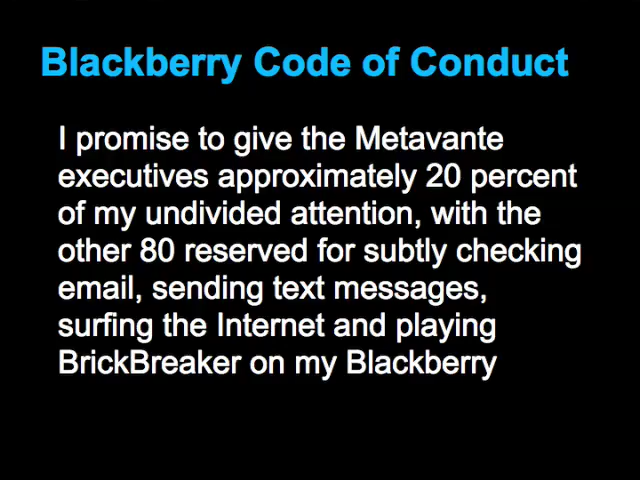 Blackberry Code of Conduct
I promise to give the Metavante
executives approximately 20 percent
of my undivided attention, with the
other 80 reserved for subtly checking
email, sending text messages,
surfing the Internet and playing
BrickBreaker on my Blackberry